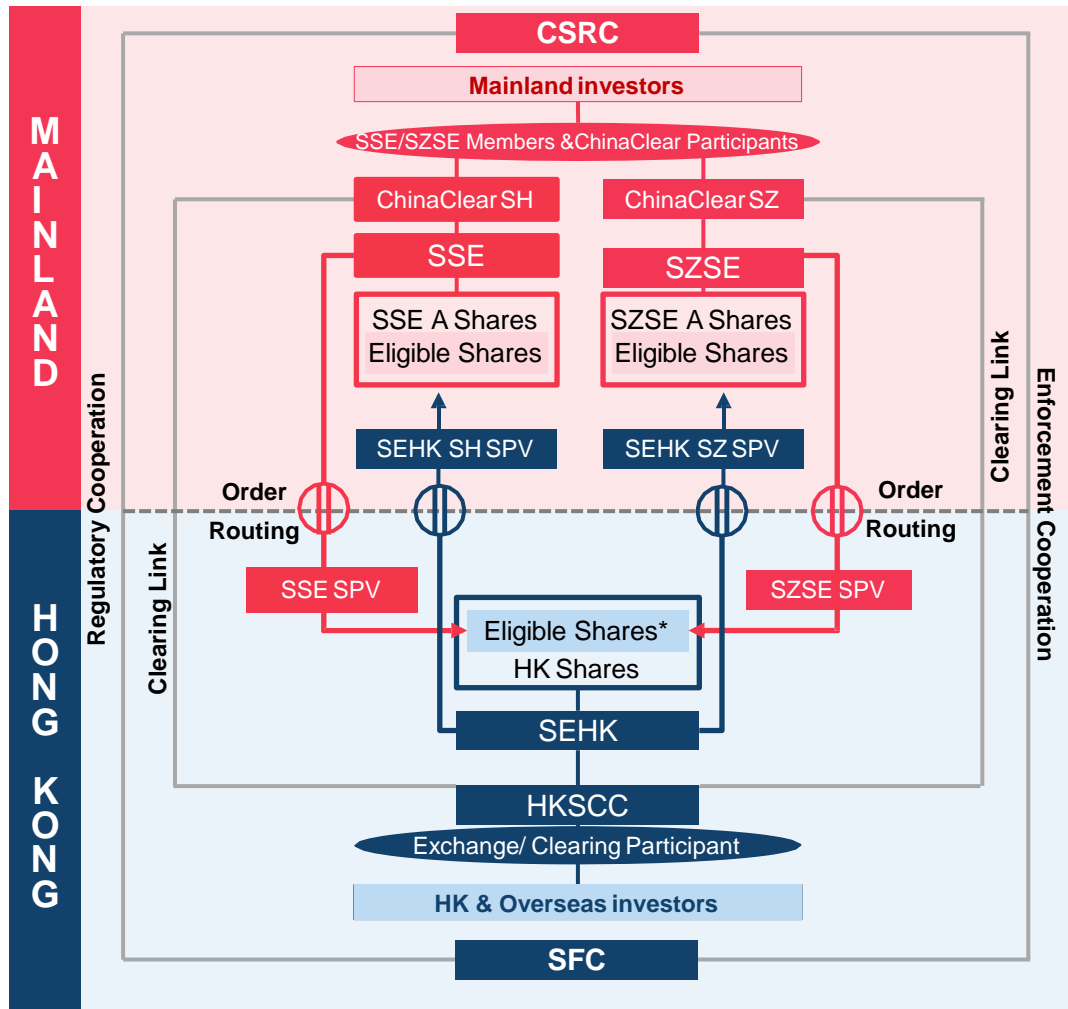 CSRC
Mainland investors
SSE/SZSE Members &ChinaClear Participants
ChinaClear SH
ChinaClear SZ
SSE
SZSE
SSE A Shares
Eligible Shares
SZSE A Shares
Eligible Shares
SEHK SH SPV
SEHK SZ SPV
MAINLAND
Order
Routing
Order
Routing
Regulatory Cooperation
Clearing Link
Clearing Link
Enforcement Cooperation
SSE SPV
SZSE SPV
Eligible Shares*
HK Shares
SEHK
HKSCC
Exchange/ Clearing Participant
HK & Overseas investors
SFC
HONG KONG